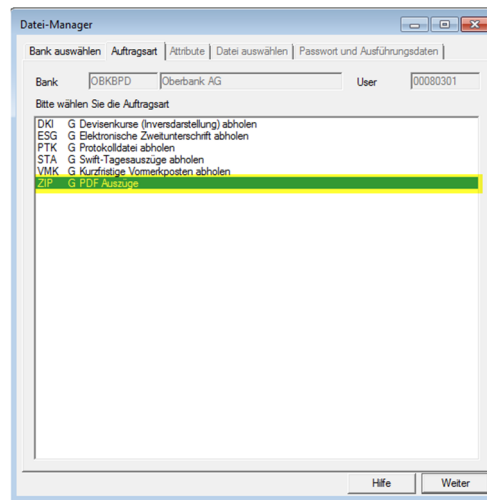 Datei-Manager
Bank auswählen Auftragsart Attribute Datei auswählen Passwort und Ausführungsdaten
Bank OBKBPD Oberbank AG User 00080301
Bitte wählen Sie die Auftragsart
DKI G Devisenkurse (Inversdarstellung) abholen
ESG G Elektronische Zweitunterschrift abholen
PTK G Protokolldatei abholen
STA G Swift-Tagesauszüge abholen
VMK G Kurzfristige Vormerkposten abholen
ZIP G PDF Auszüge
Hilfe Weiter